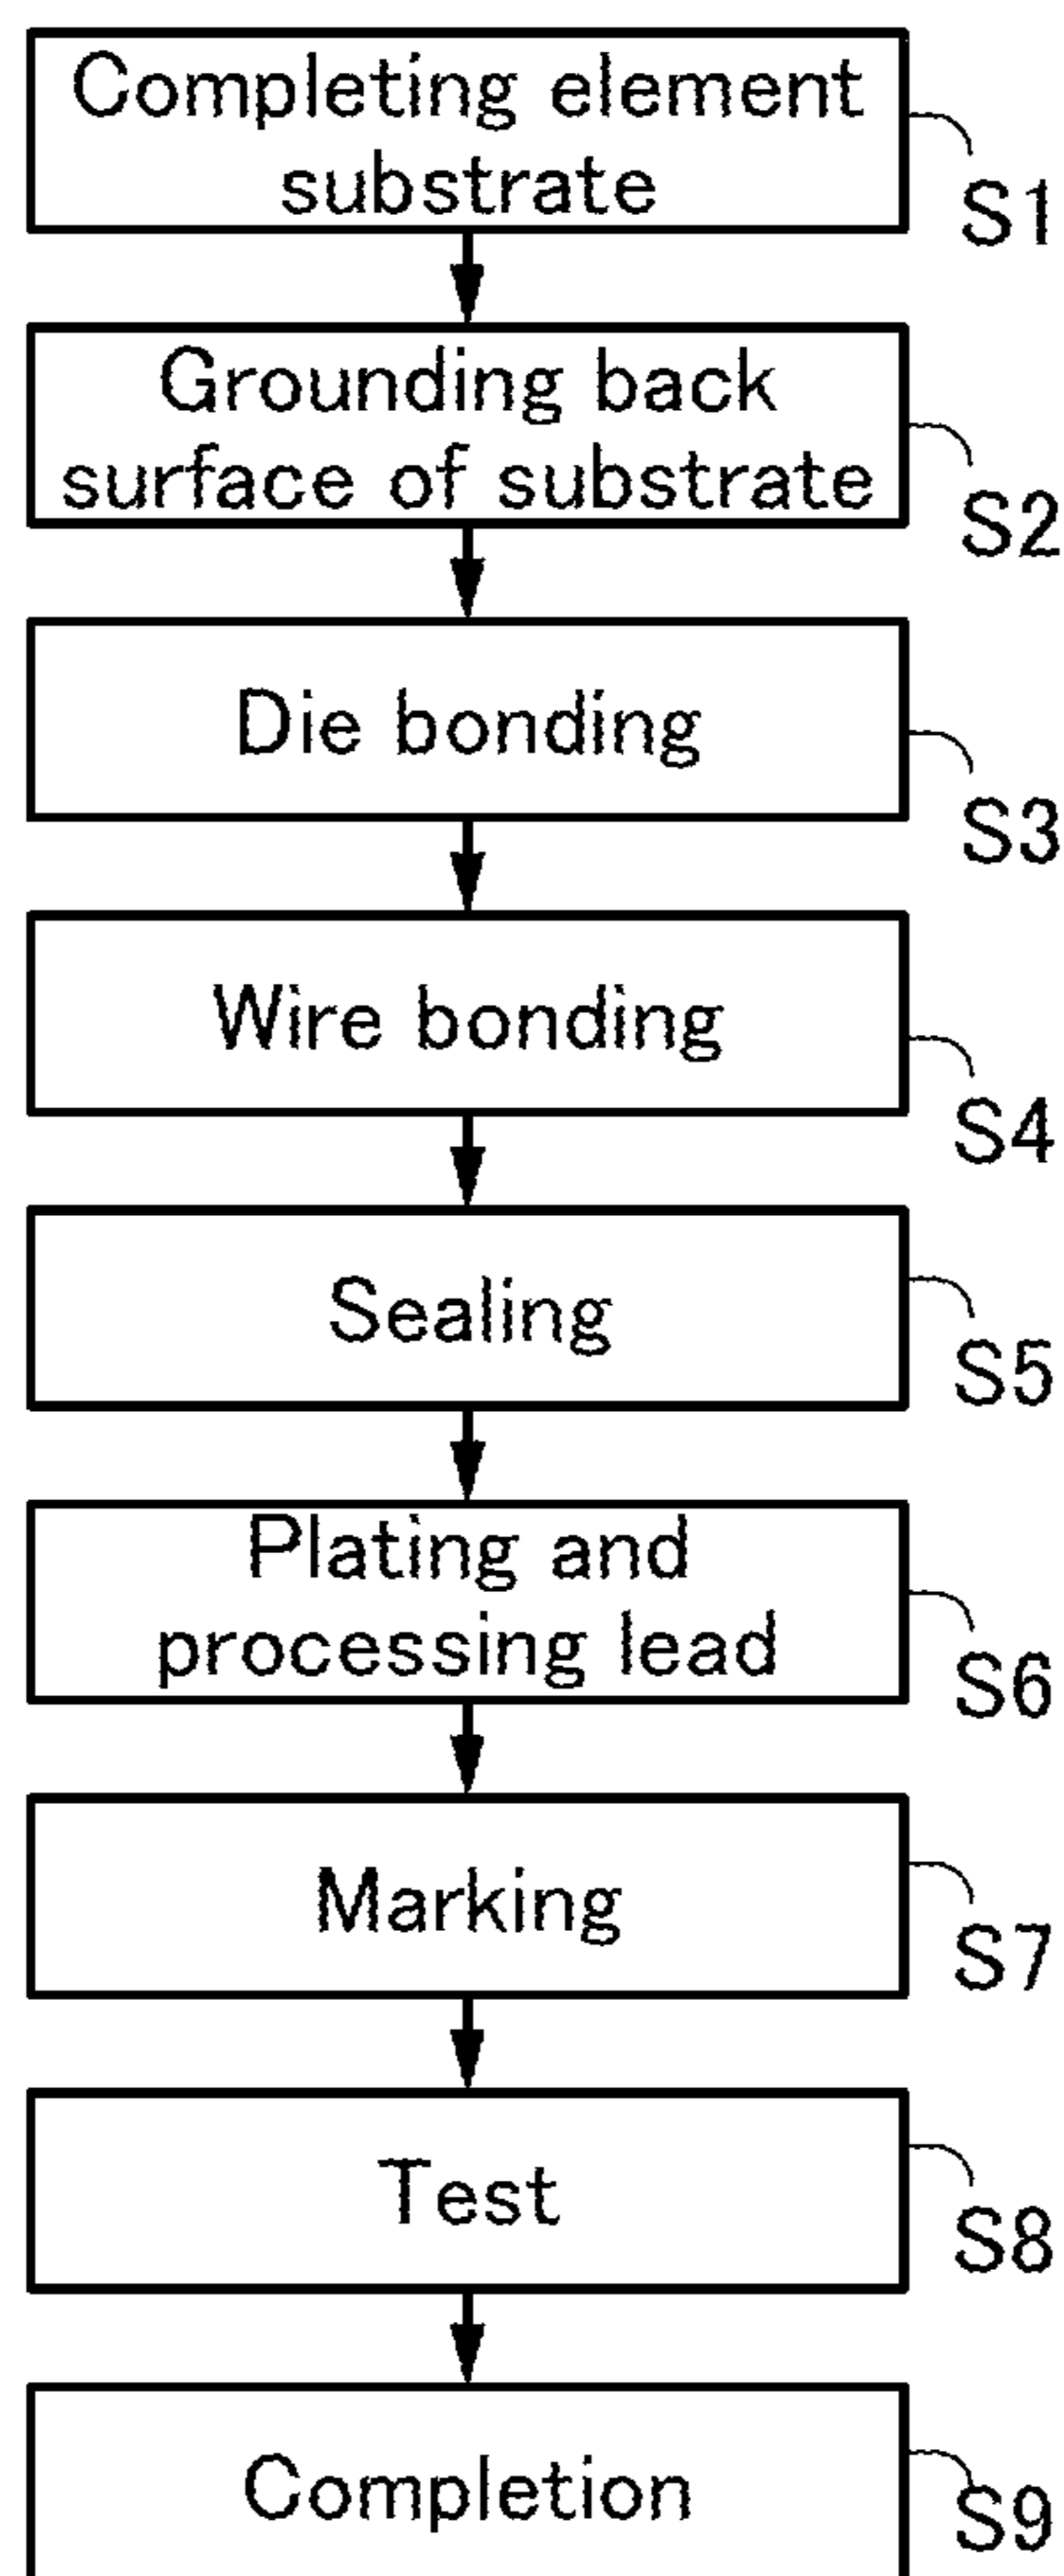 Completing element
substrate
S1
Grounding back
surface of substrate
S2
Die bonding
S3
Wire bonding
S4
Sealing
S5
Plating and
processing lead
S6
Marking
S7
Test
S8
Completion
S9